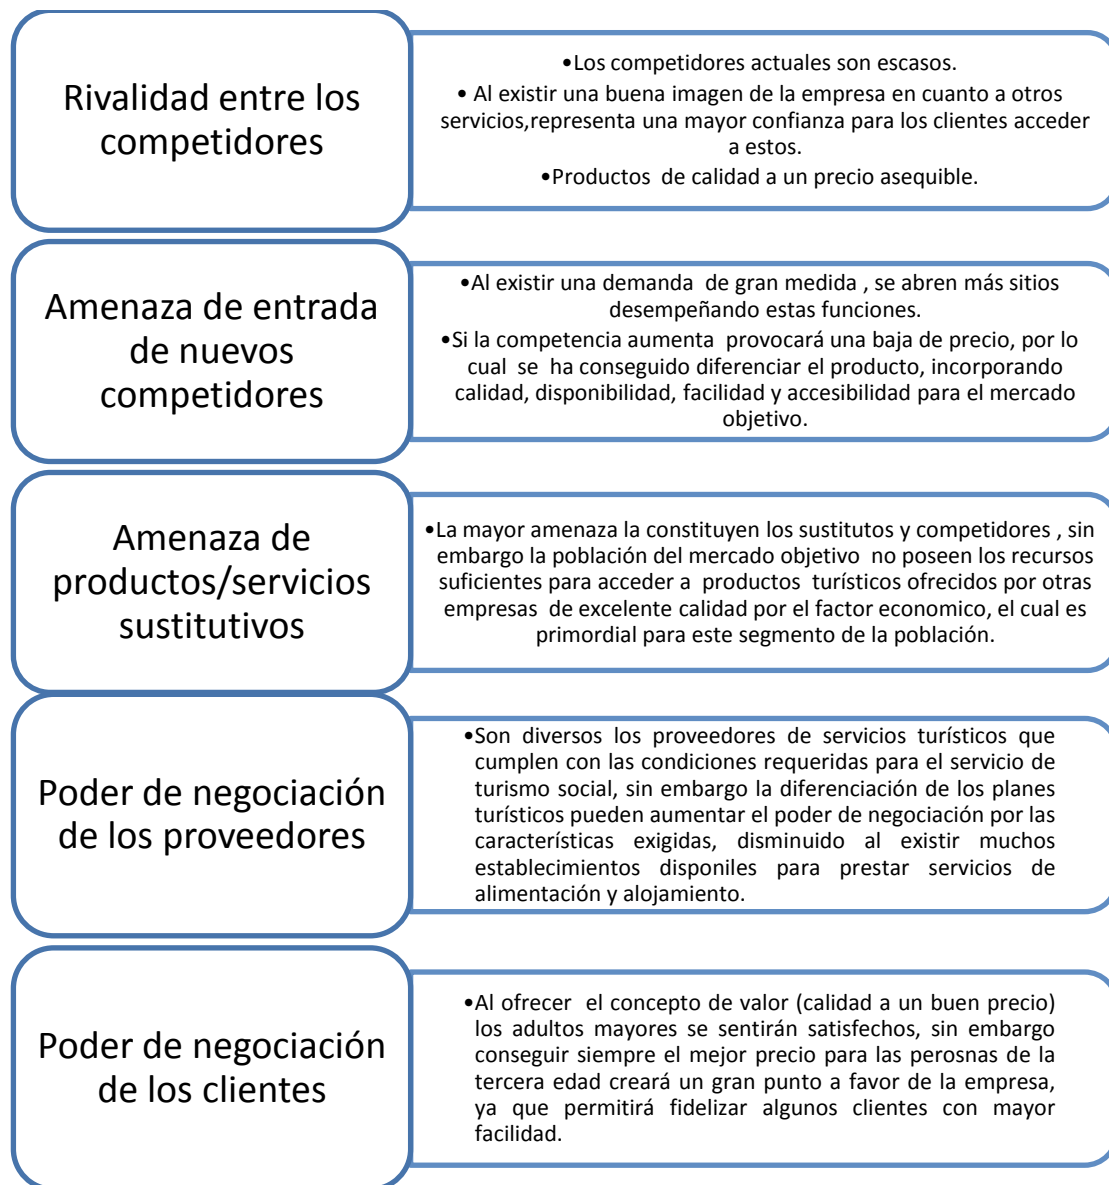 Rivalidad entre los
competidores
•Los competidores actuales son escasos.
• Al existir una buena imagen de la empresa en cuanto a otros
servicios,representa una mayor confianza para los clientes acceder
a estos.
•Productos de calidad a un precio asequible.
Amenaza de entrada
de nuevos
competidores
•Al existir una demanda de gran medida , se abren más sitios
desempeñando estas funciones.
•Si la competencia aumenta provocará una baja de precio, por lo
cual se ha conseguido diferenciar el producto, incorporando
calidad, disponibilidad, facilidad y accesibilidad para el mercado
objetivo.
Amenaza de
productos/servicios
sustitutivos
•La mayor amenaza la constituyen los sustitutos y competidores , sin
embargo la población del mercado objetivo no poseen los recursos
suficientes para acceder a productos turísticos ofrecidos por otras
empresas de excelente calidad por el factor economico, el cual es
primordial para este segmento de la población.
Poder de negociación
de los proveedores
•Son diversos los proveedores de servicios turísticos que
cumplen con las condiciones requeridas para el servicio de
turismo social, sin embargo la diferenciación de los planes
turísticos pueden aumentar el poder de negociación por las
características exigidas, disminuido al existir muchos
establecimientos disponiles para prestar servicios de
alimentación y alojamiento.
Poder de negociación
de los clientes
•Al ofrecer el concepto de valor (calidad a un buen precio)
los adultos mayores se sentirán satisfechos, sin embargo
conseguir siempre el mejor precio para las perosnas de la
tercera edad creará un gran punto a favor de la empresa,
ya que permitirá fidelizar algunos clientes con mayor
facilidad.